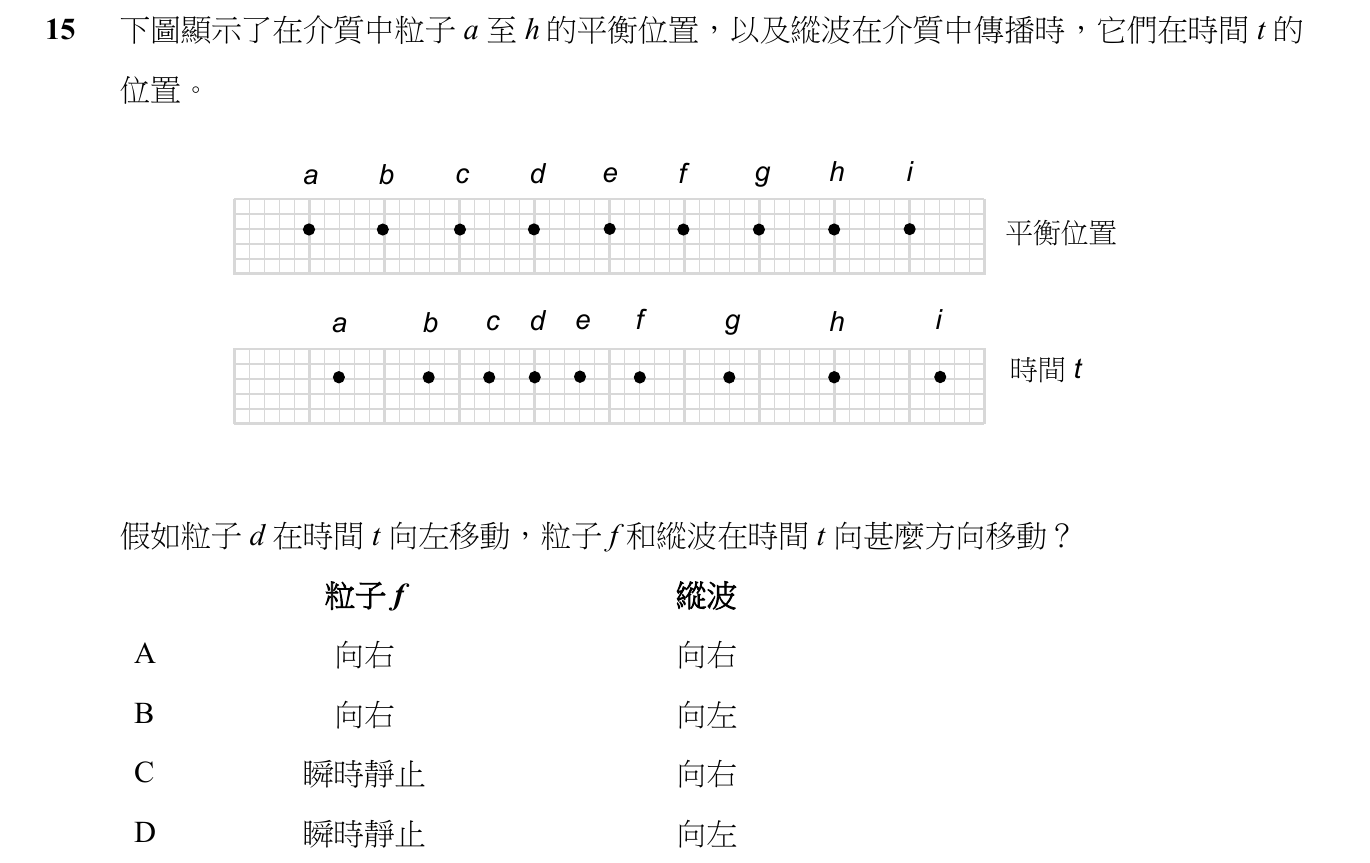 15 下圖顯示了在介質中粒子 a 至 h 的平衡位置，以及縱波在介質中傳播時，它們在時間 t 的
位置。
a b c d e f g h i
平衡位置
a b c d e f g h i
時間 t
假如粒子 d 在時間 t 向左移動，粒子 f 和縱波在時間 t 向甚麼方向移動？
粒子 f 縱波
A 向右 向右
B 向右 向左
C 瞬時靜止 向右
D 瞬時靜止 向左